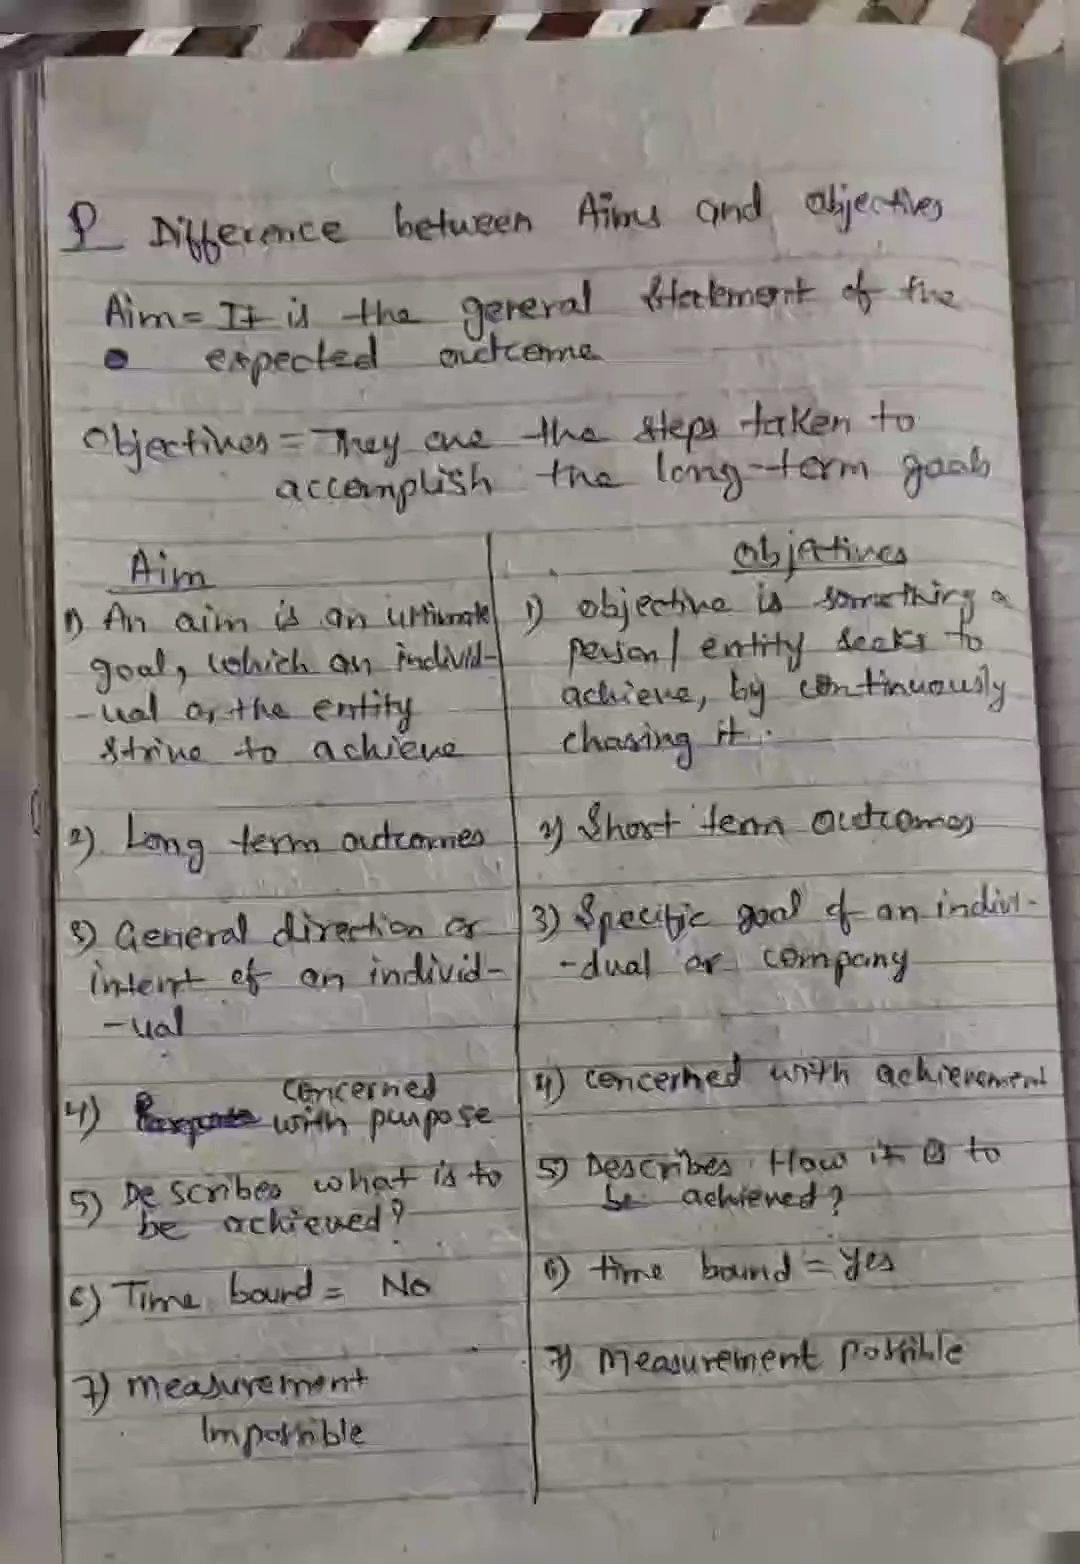 Q Difference between Aims and objectives
Aim = It is the general statement of the
expected outcome
Objectives = They are the steps taken to
accomplish the long-term goals
Aim
1) An aim is an ultimate
goal, which an individ-
-ual or the entity
strive to achieve
2) Long term outcomes
3) General direction or
intent of an individ-
-ual
4) concerned
with purpose
5) Describes what is to
be achieved?
6) Time bound = No
7) measurement
Impossible
objectives
1) objective is something a
person/ entity seeks to
achieve, by continuously
chasing it.
2) Short term outcomes
3) Specific goal of an indivi-
-dual or company
4) concerned with achievement
5) Describes How it is to
be achieved?
6) time bound = Yes
7) Measurement possible